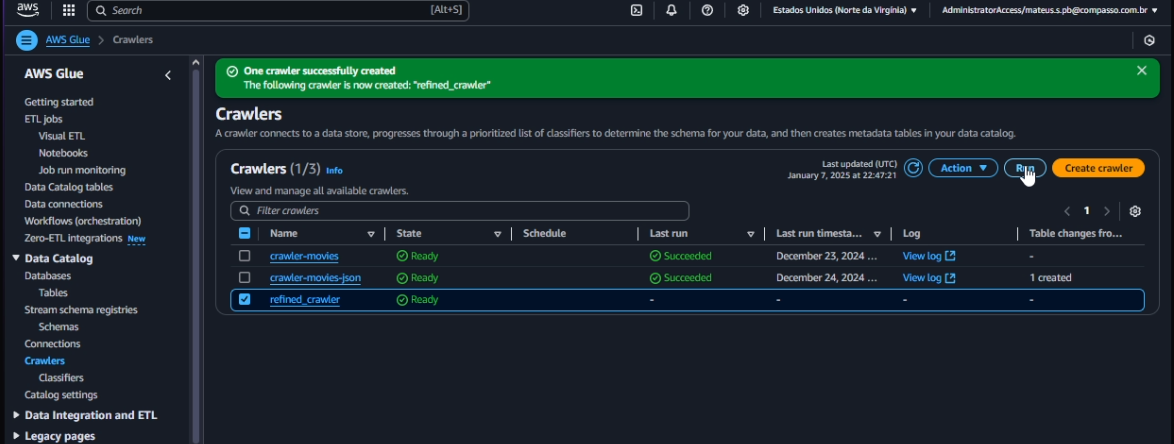 aws
Search
[Alt+S]
Estados Unidos (Norte da Virgínia)
AdministratorAccess/mateus.s.pb@compasso.com.br
AWS Glue > Crawlers
AWS Glue
Getting started
ETL jobs
Visual ETL
Notebooks
Job run monitoring
Data Catalog tables
Data connections
Workflows (orchestration)
Zero-ETL integrations New
Data Catalog
Databases
Tables
Stream schema registries
Schemas
Connections
Crawlers
Classifiers
Catalog settings
Data Integration and ETL
Legacy pages
One crawler successfully created
The following crawler is now created: "refined_crawler"
Crawlers
A crawler connects to a data store, progresses through a prioritized list of classifiers to determine the schema for your data, and then creates metadata tables in your data catalog.
Crawlers (1/3) Info
Last updated (UTC)
January 7, 2025 at 22:47:21
Action
Run
Create crawler
View and manage all available crawlers.
Filter crawlers
1
Name State Schedule Last run Last run timesta... Log Table changes fro...
crawler-movies Ready Succeeded December 23, 2024 ... View log -
crawler-movies-json Ready Succeeded December 24, 2024 ... View log 1 created
refined_crawler Ready - - - -